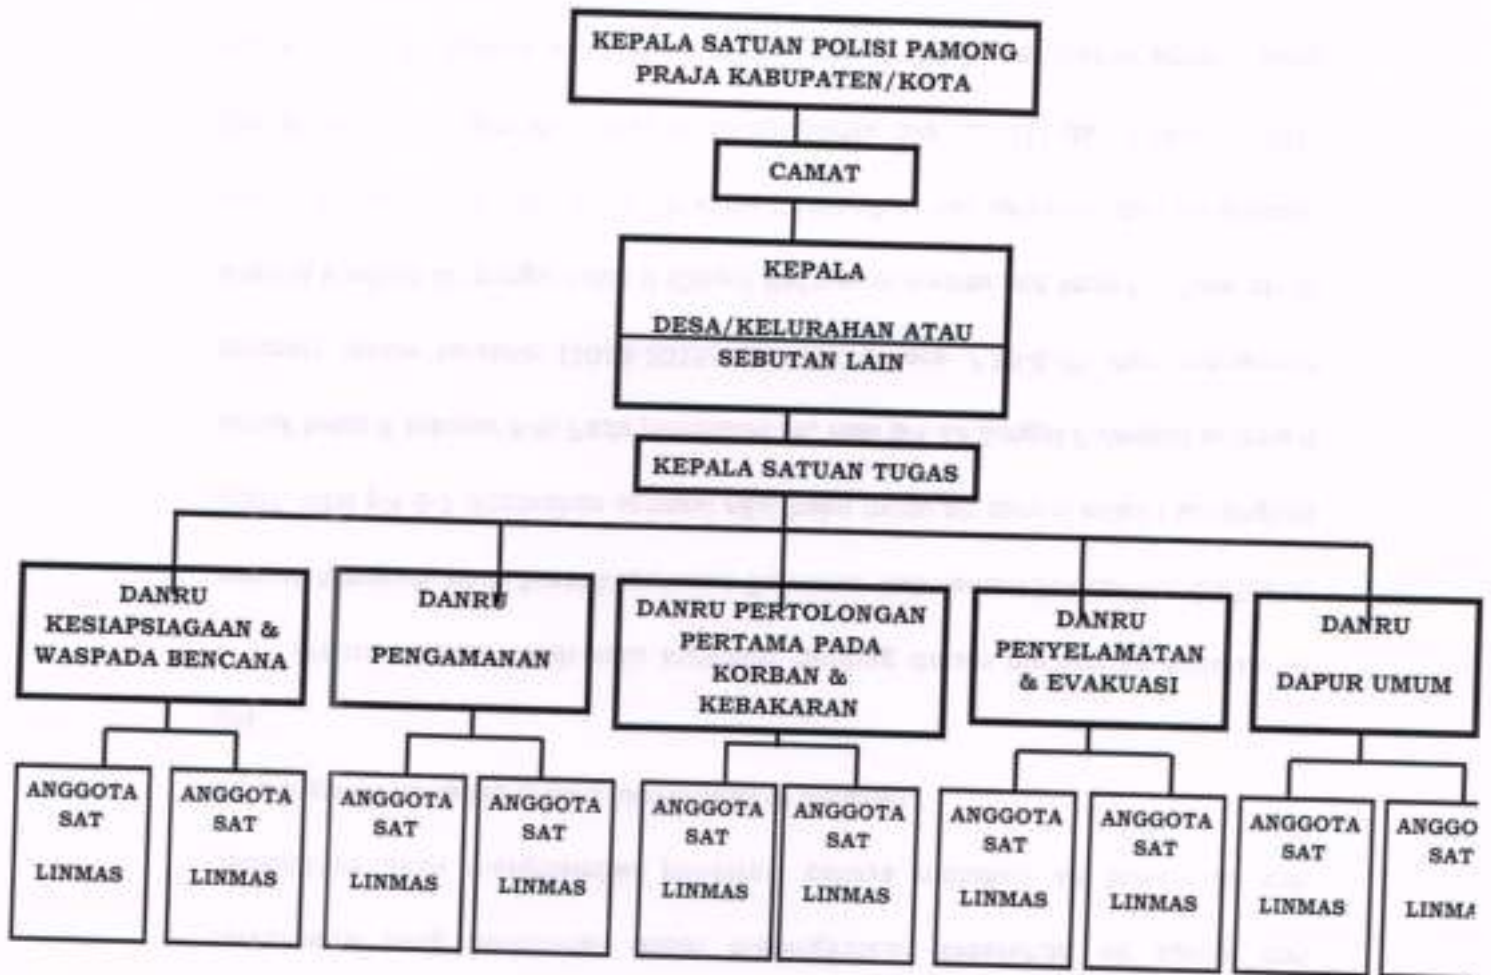 KEPALA SATUAN POLISI PAMONG
PRAJA KABUPATEN/KOTA
CAMAT
KEPALA
DESA/KELURAHAN ATAU
SEBUTAN LAIN
KEPALA SATUAN TUGAS
DANRU
KESIAPSIAGAAN &
WASPADA BENCANA
DANRU
PENGAMANAN
DANRU PERTOLONGAN
PERTAMA PADA
KORBAN &
KEBAKARAN
DANRU
PENYELAMATAN
& EVAKUASI
DANRU
DAPUR UMUM
ANGGOTA
SAT
LINMAS
ANGGOTA
SAT
LINMAS
ANGGOTA
SAT
LINMAS
ANGGOTA
SAT
LINMAS
ANGGOTA
SAT
LINMAS
ANGGOTA
SAT
LINMAS
ANGGOTA
SAT
LINMAS
ANGGOTA
SAT
LINMAS
ANGGOTA
SAT
LINMAS
ANGGO
SAT
LINMA